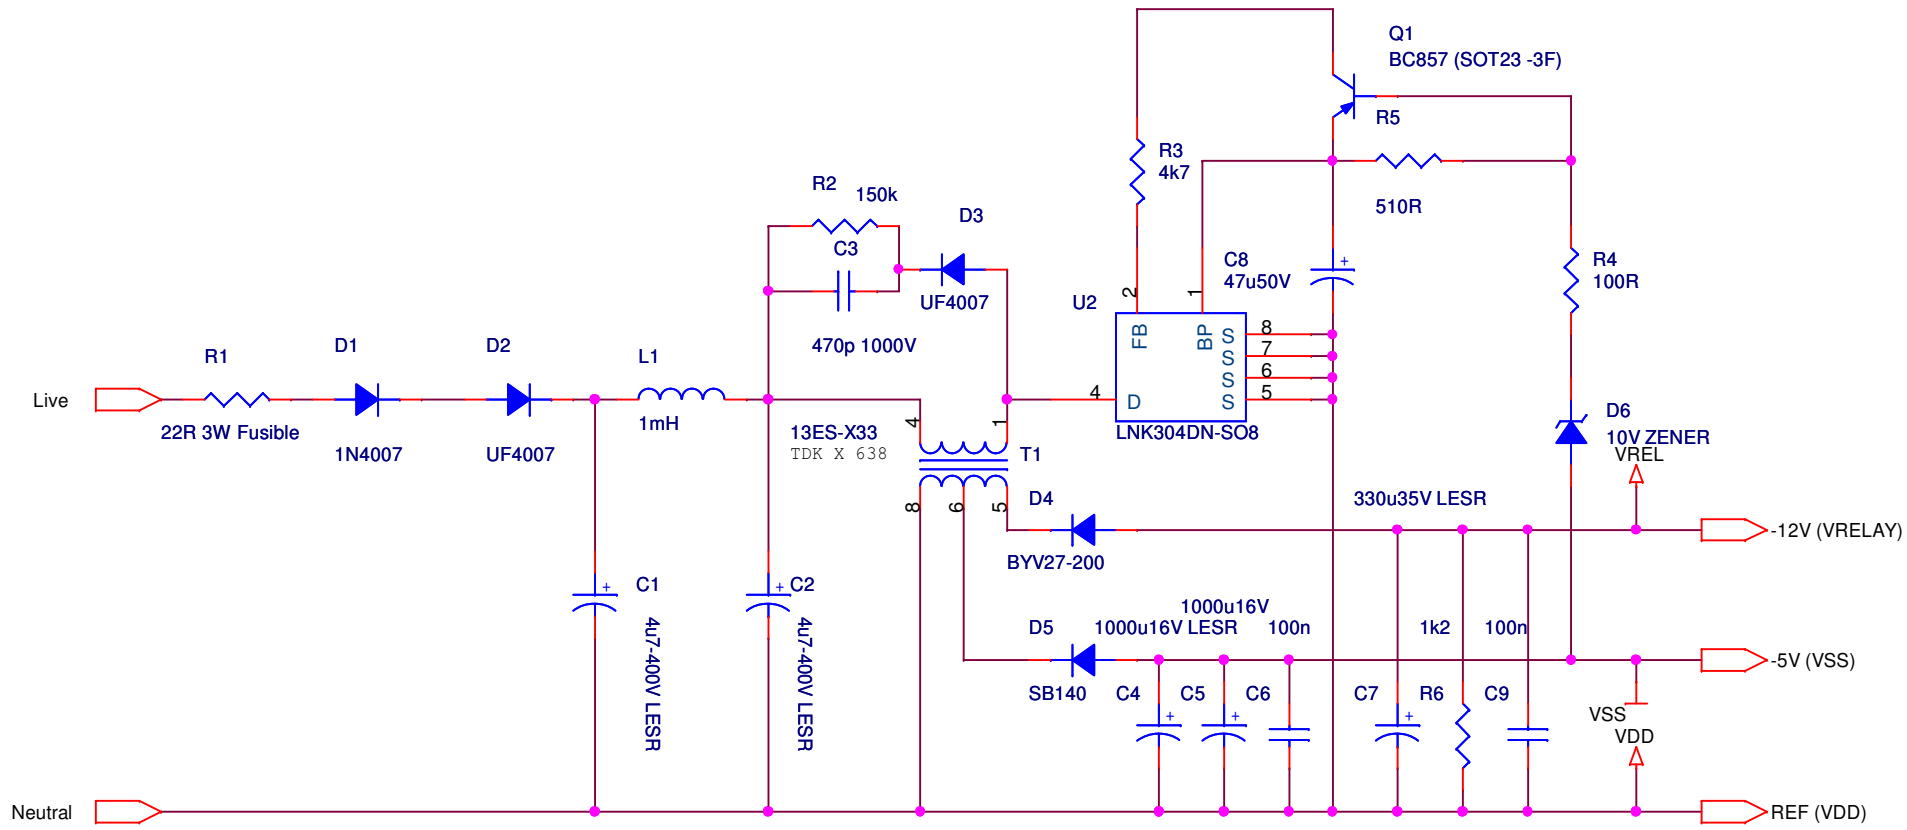 Q1
BC857 (SOT23 -3F)
R5
R3
4k7
510R
R2
150k
D3
C3
UF4007
470p 1000V
C8
47u50V
R4
100R
U2
2
1
FB
BP
S 8
S 7
S 6
S 5
4
D
LNK304DN-SO8
Live
R1
22R 3W Fusible
D1
1N4007
D2
UF4007
L1
1mH
13ES-X33
TDK X 638
4
1
T1
8
6
5
D6
10V ZENER
VREL
D4
BYV27-200
330u35V LESR
-12V (VRELAY)
C1
4u7-400V LESR
C2
4u7-400V LESR
D5
SB140
1000u16V LESR
1000u16V
100n
1k2
100n
-5V (VSS)
C4
C5
C6
C7
R6
C9
VSS
VDD
Neutral
REF (VDD)
+
+
+
+
+
+